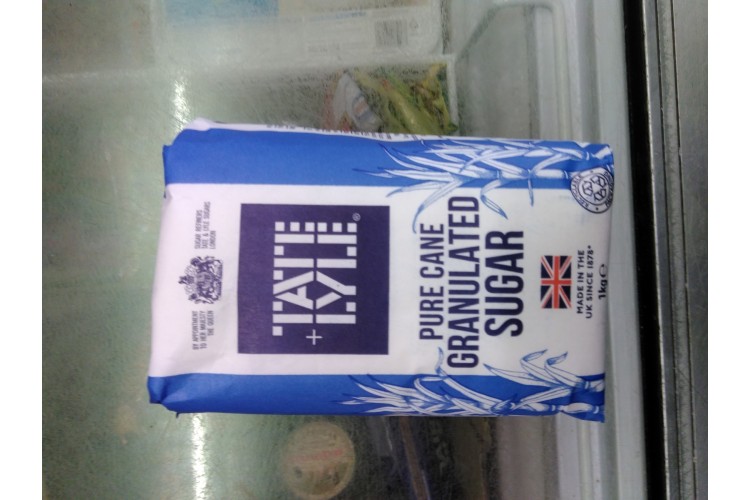 BY APPOINTMENT
TO HER MAJESTY
THE QUEEN
SUGAR REFINERS
TATE & LYLE SUGARS
LONDON
TATE
+ LYLE®
PURE CANE
GRANULATED
SUGAR
MADE IN THE
UK SINCE 1878*
1kg ℮